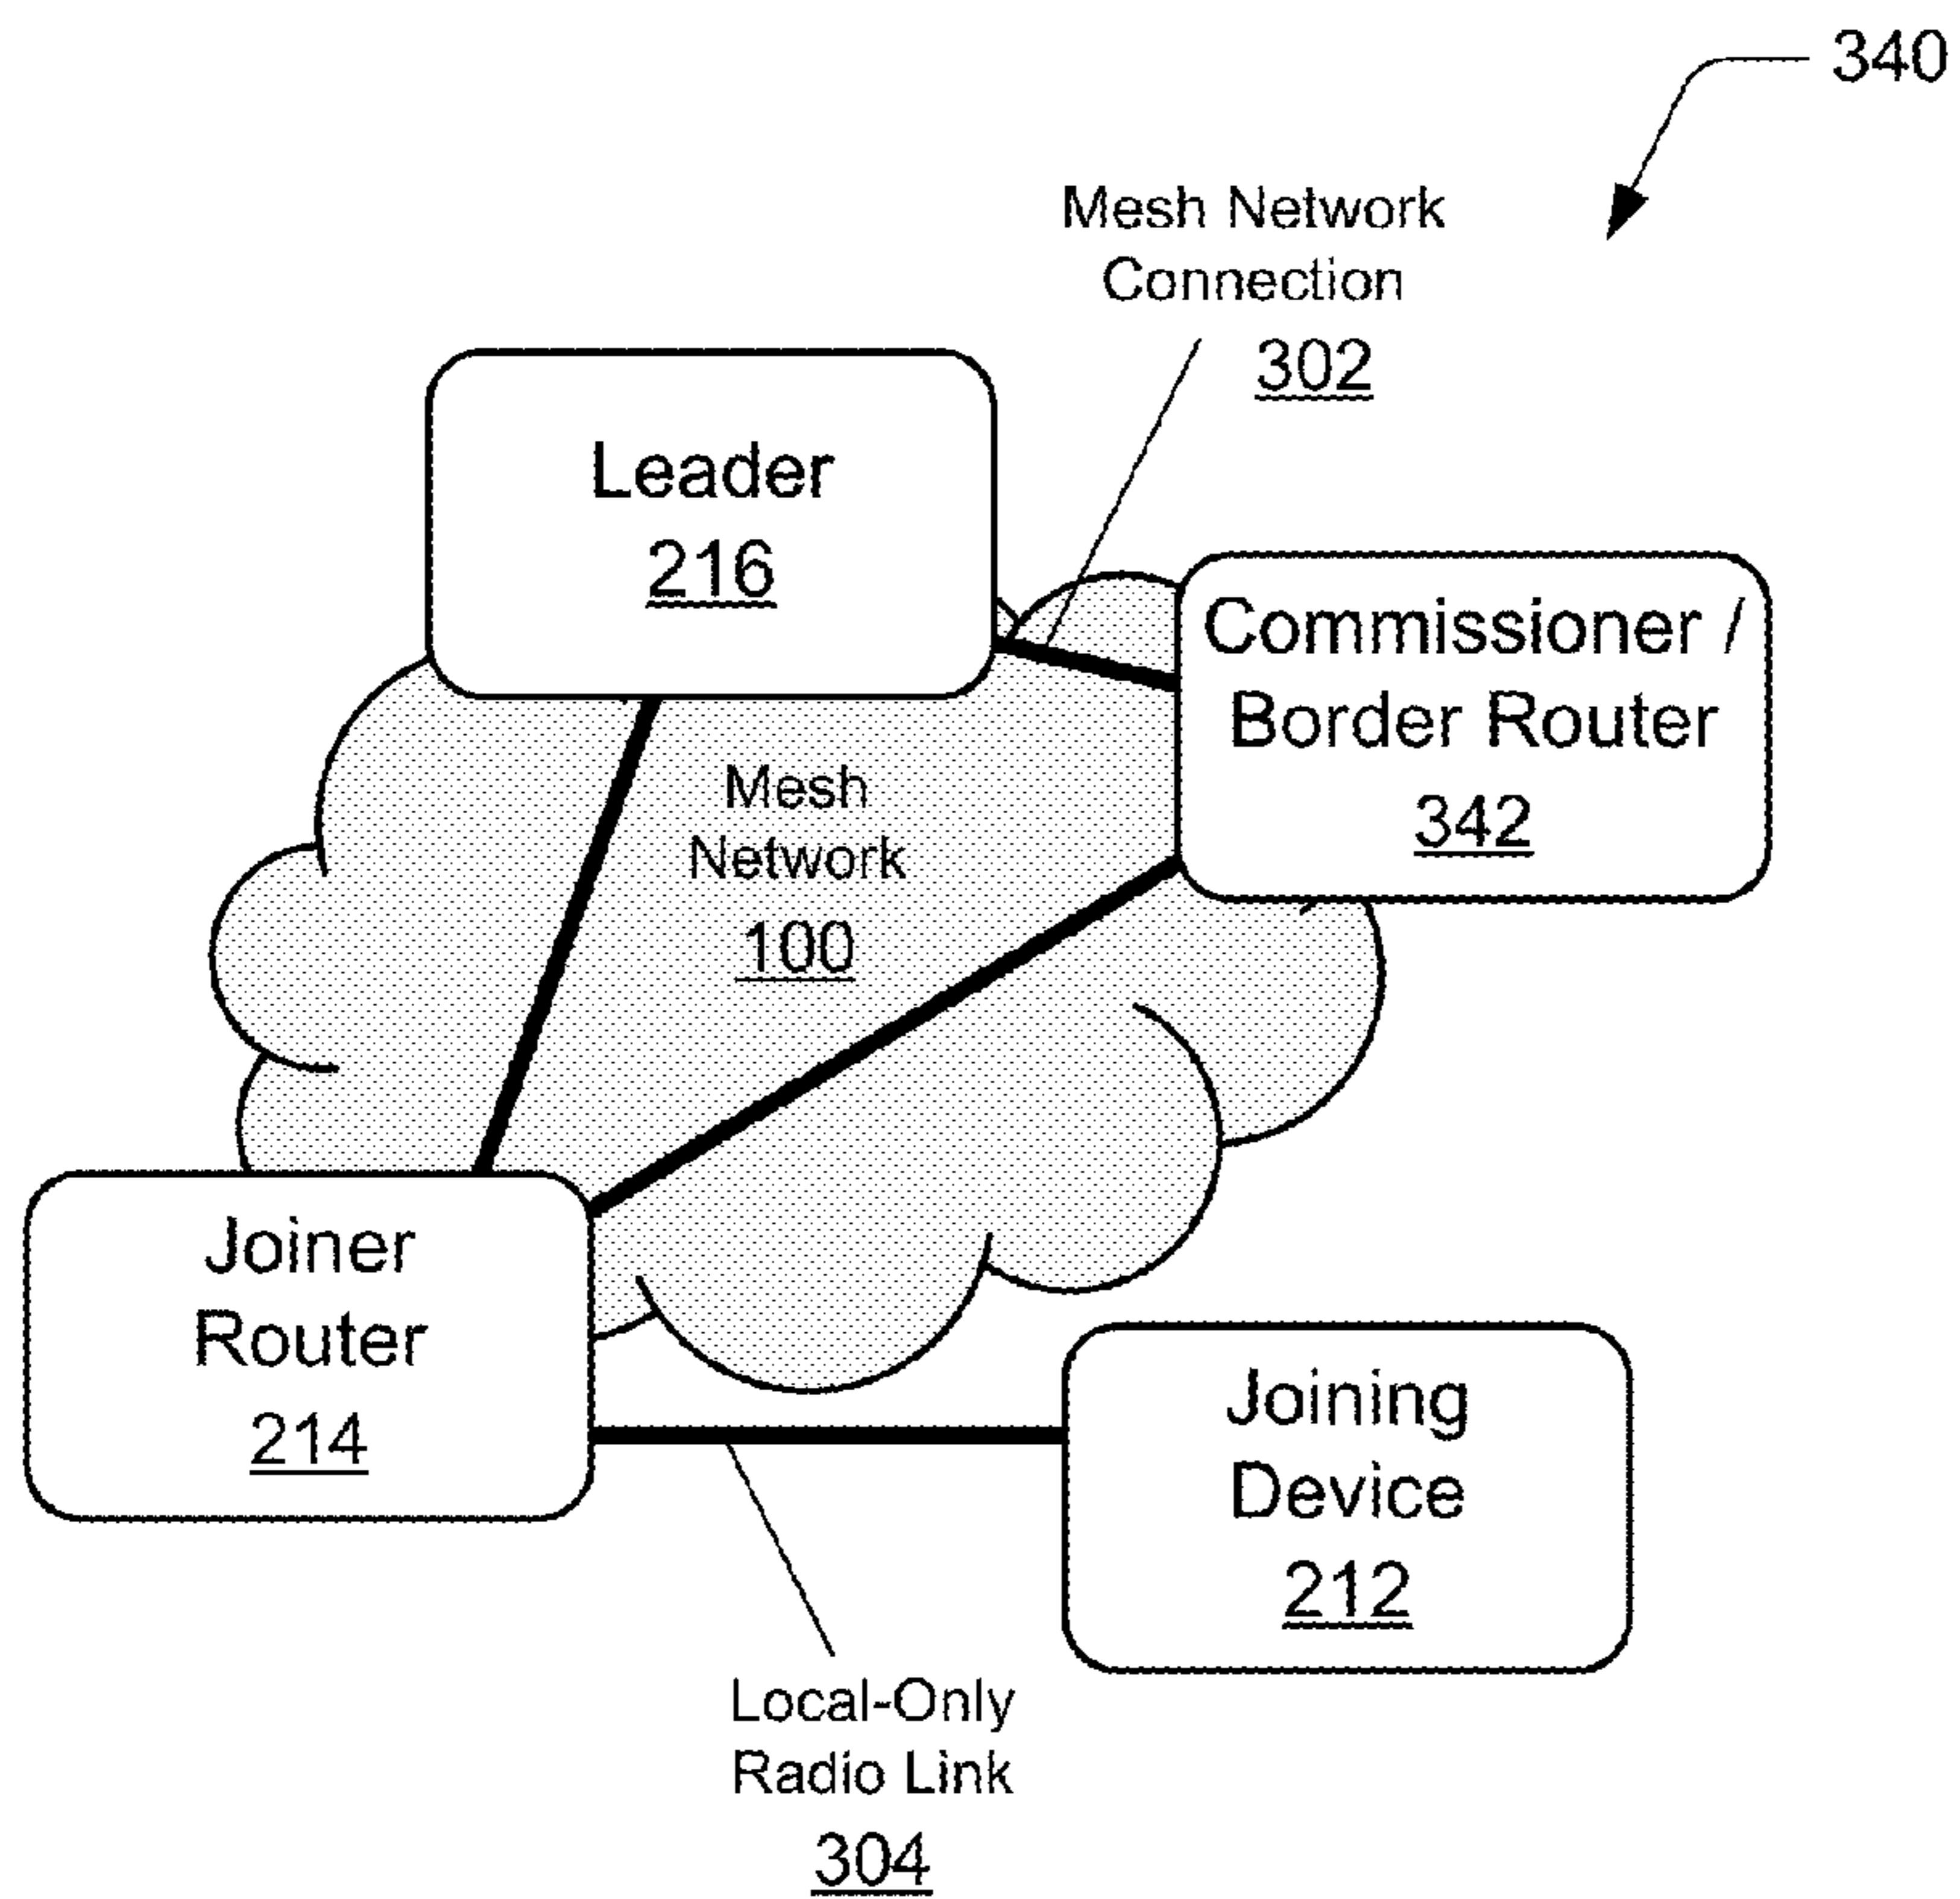 340
Mesh Network
Connection
302
Leader
216
Commissioner /
Border Router
342
Mesh
Network
100
Joiner
Router
214
Joining
Device
212
Local-Only
Radio Link
304